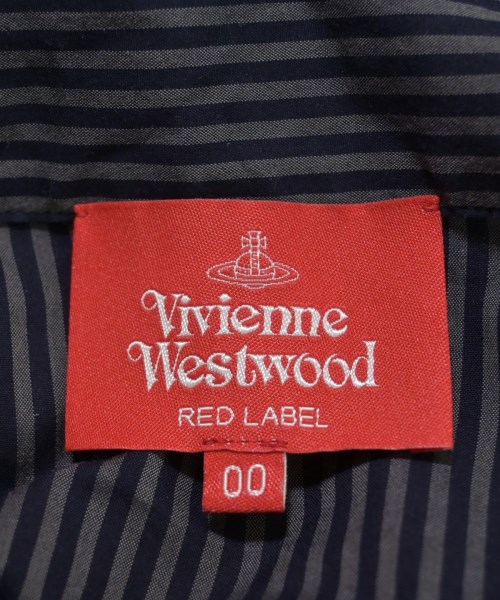 Vivienne
Westwood
RED LABEL
00